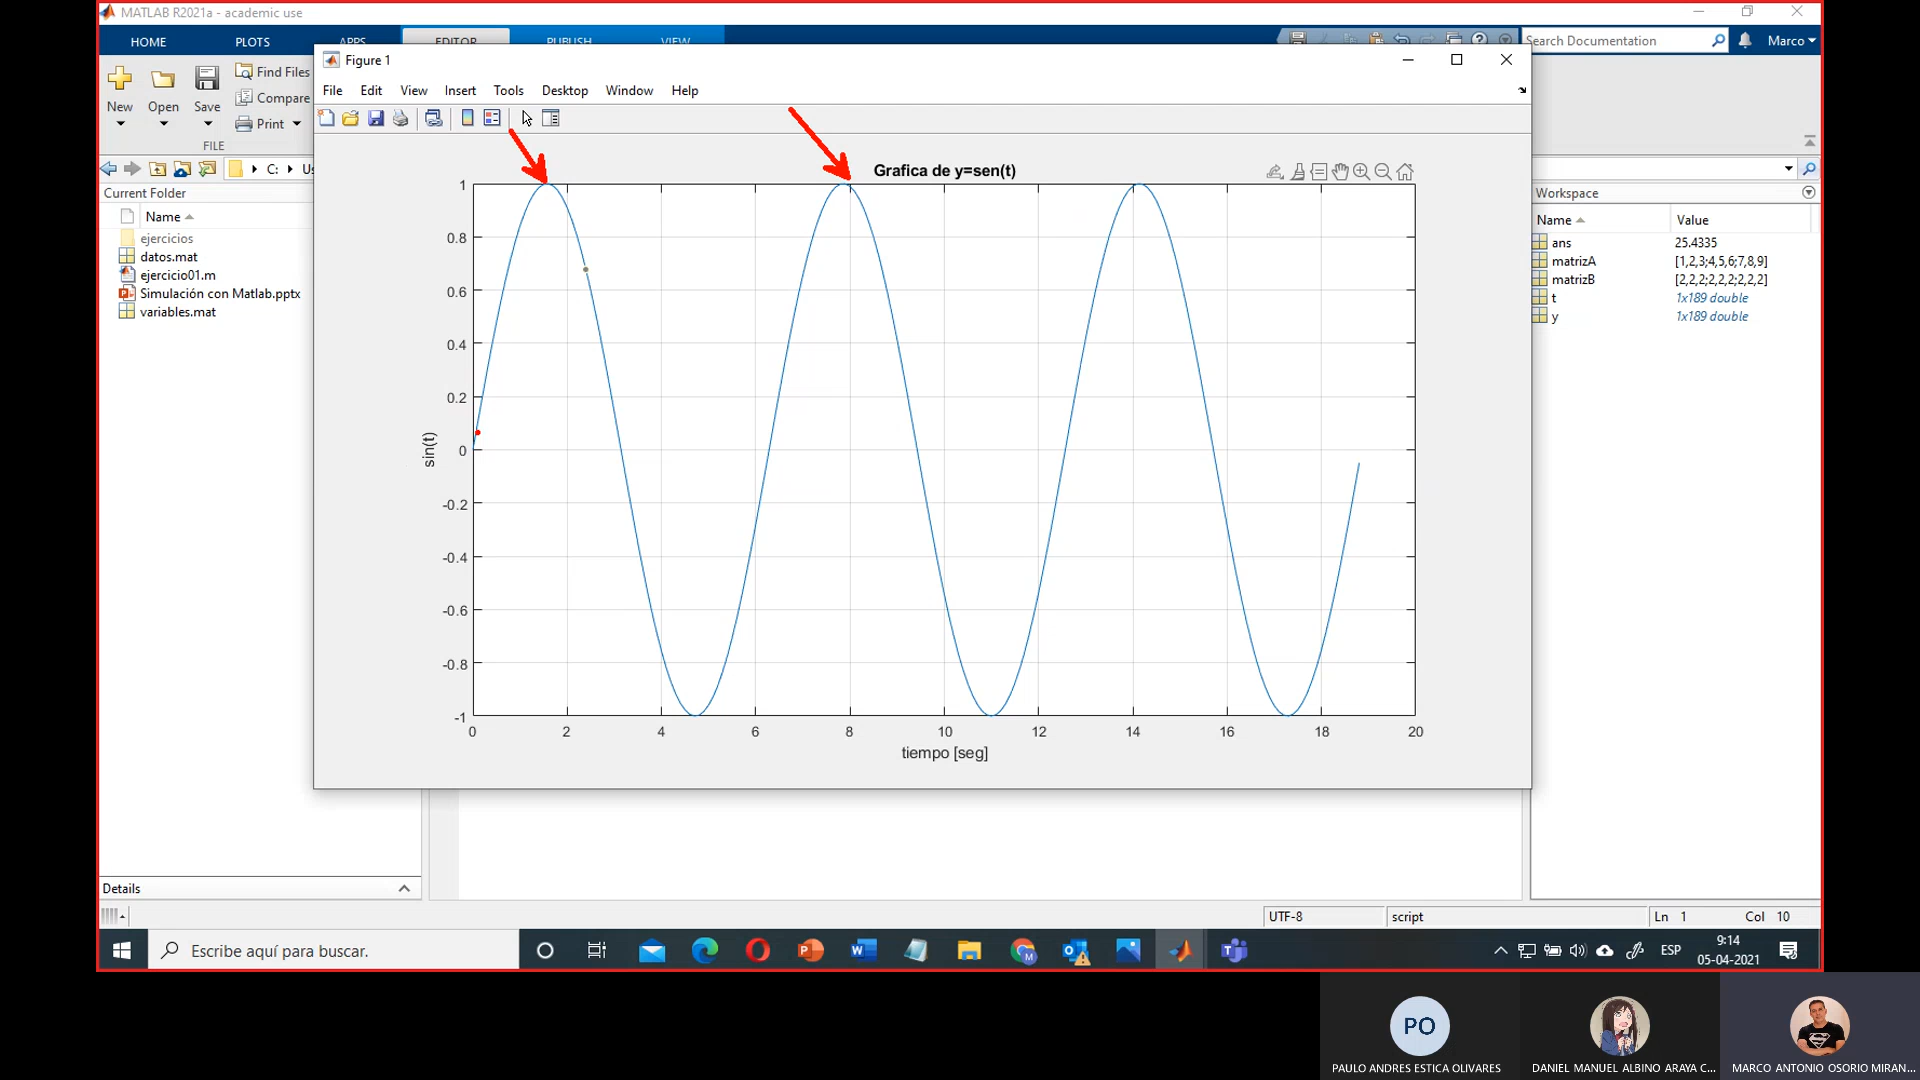 MATLAB R2021a - academic use
HOME PLOTS APPS EDITOR PUBLISH VIEW
Search Documentation Marco
New Open Save Find Files Compare Print
FILE
C: Us
Figure 1
File Edit View Insert Tools Desktop Window Help
Current Folder
Name
ejercicios
datos.mat
ejercicio01.m
Simulación con Matlab.pptx
variables.mat
Details
Grafica de y=sen(t)
1
0.8
0.6
0.4
0.2
0
-0.2
-0.4
-0.6
-0.8
-1
sin(t)
0 2 4 6 8 10 12 14 16 18 20
tiempo [seg]
Workspace
Name Value
ans 25.4335
matrizA [1,2,3;4,5,6;7,8,9]
matrizB [2,2,2;2,2,2;2,2,2]
t 1x189 double
y 1x189 double
UTF-8 script Ln 1 Col 10
Escribe aquí para buscar.
ESP
9:14
05-04-2021
PO
PAULO ANDRES ESTICA OLIVARES
DANIEL MANUEL ALBINO ARAYA C...
MARCO ANTONIO OSORIO MIRAN...